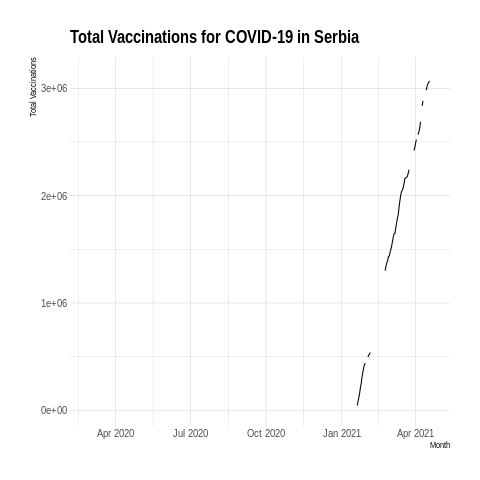 Total Vaccinations for COVID-19 in Serbia
Total Vaccinations
3e+06
2e+06
1e+06
0e+00
Apr 2020 Jul 2020 Oct 2020 Jan 2021 Apr 2021
Month